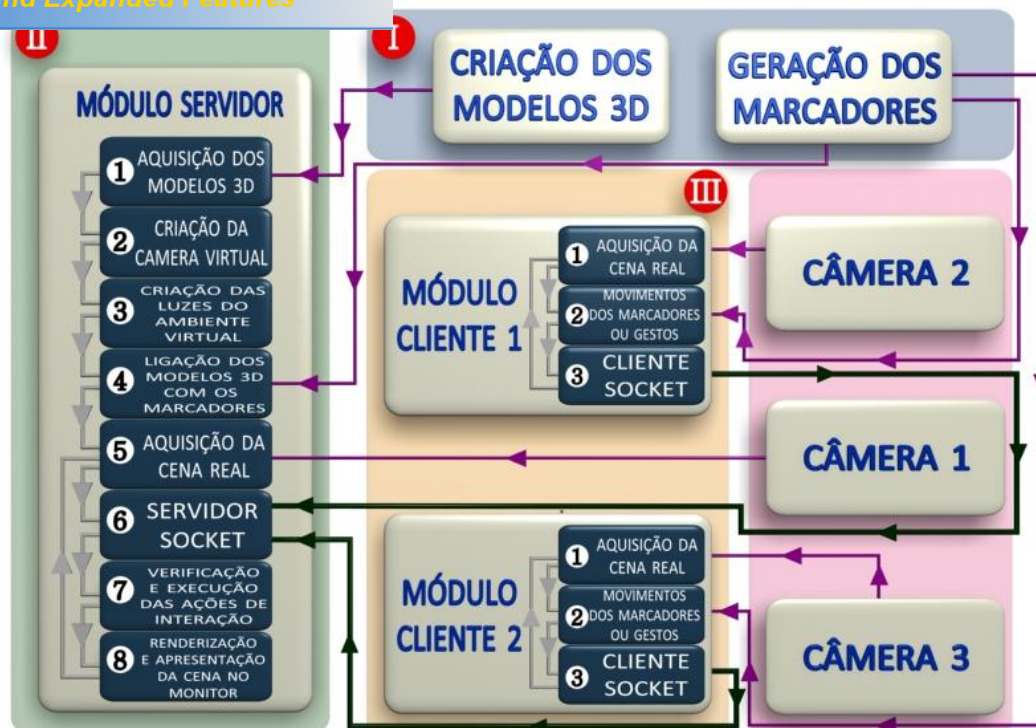 Expanded Features
II
I
CRIAÇÃO DOS
MODELOS 3D
GERAÇÃO DOS
MARCADORES
MÓDULO SERVIDOR
1 AQUISIÇÃO DOS
MODELOS 3D
2 CRIAÇÃO DA
CAMERA VIRTUAL
3 CRIAÇÃO DAS
LUZES DO
AMBIENTE
VIRTUAL
4 LIGAÇÃO DOS
MODELOS 3D
COM OS
MARCADORES
5 AQUISIÇÃO DA
CENA REAL
6 SERVIDOR
SOCKET
7 VERIFICAÇÃO
E EXECUÇÃO
DAS AÇÕES DE
INTERAÇÃO
8 RENDERIZAÇÃO
E APRESENTAÇÃO
DA CENA NO
MONITOR
III
MÓDULO
CLIENTE 1
1 AQUISIÇÃO DA
CENA REAL
2 MOVIMENTOS
DOS MARCADORES
OU GESTOS
3 CLIENTE
SOCKET
CÂMERA 2
CÂMERA 1
MÓDULO
CLIENTE 2
1 AQUISIÇÃO DA
CENA REAL
2 MOVIMENTOS
DOS MARCADORES
OU GESTOS
3 CLIENTE
SOCKET
CÂMERA 3